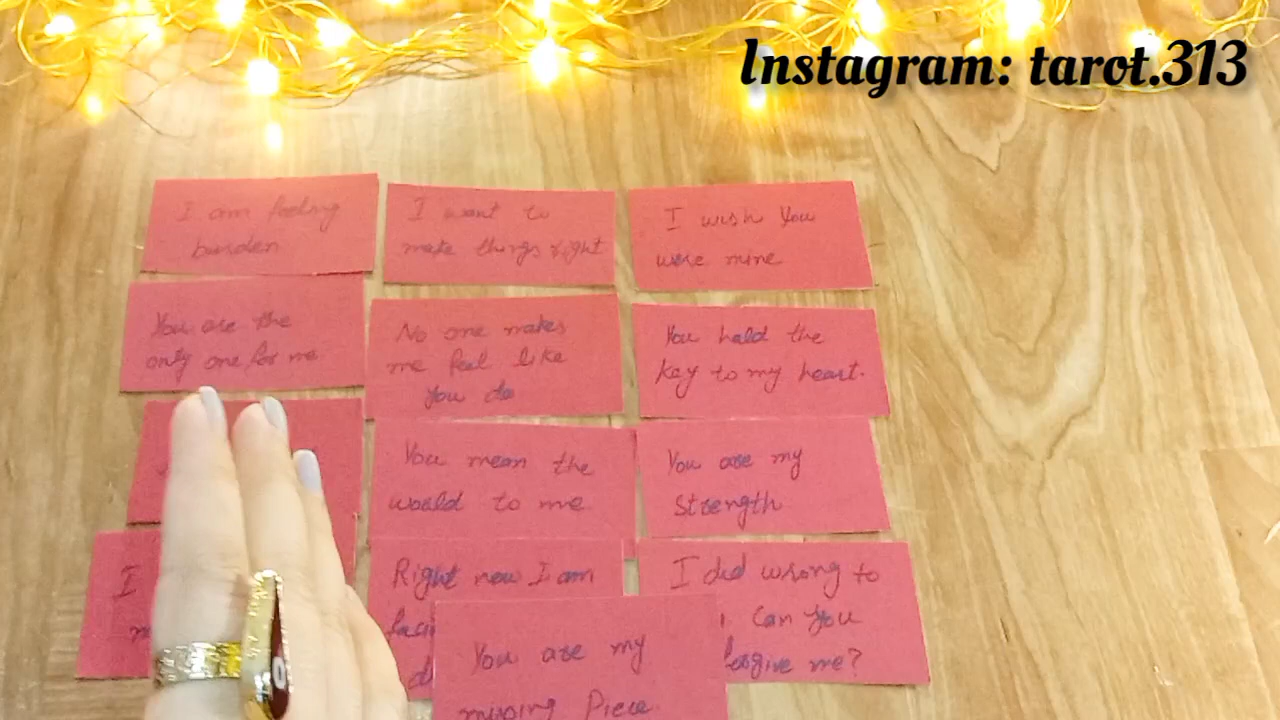 Instagram: tarot.313
I am feeling
burden
I want to
make things right
I wish You
were mine
You are the
only one for me
No one makes
me feel like
you do
You hold the
key to my heart.
You mean the
world to me
You are my
strength
I
Right now I am
I did wrong to
can you
forgive me?
You are my
missing Piece